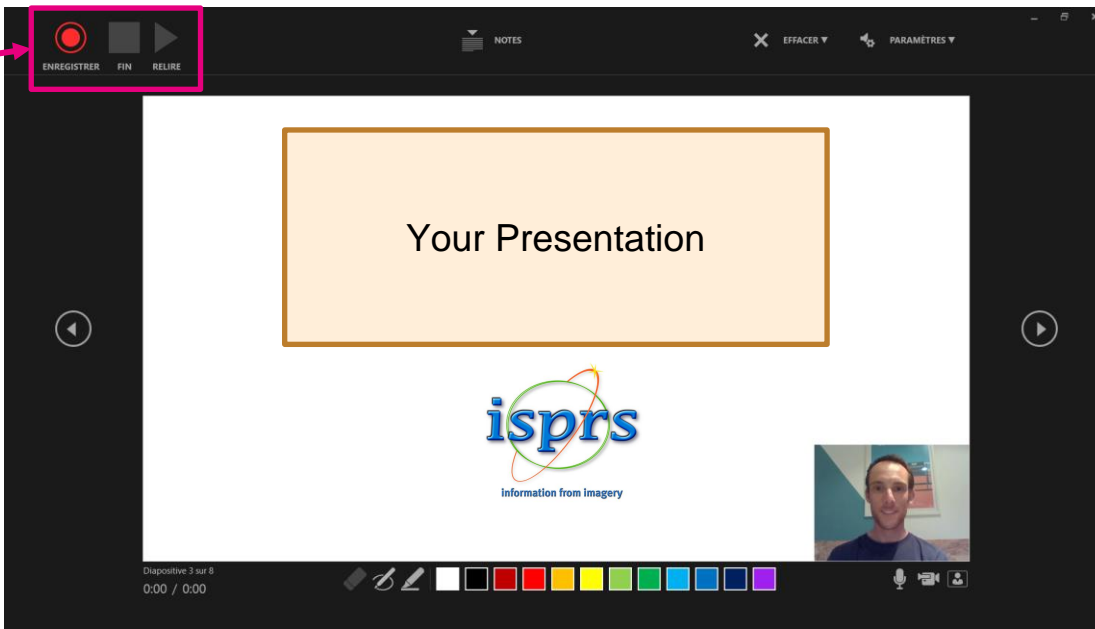 ENREGISTRER FIN RELIRE
NOTES
EFFACER
PARAMÈTRES
Your Presentation
isprs
information from imagery
Diapositive 3 sur 8
0:00 / 0:00